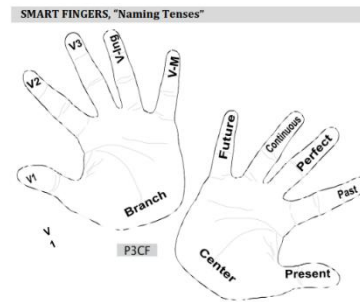 SMART FINGERS, "Naming Tenses"
V1
V2
V3
V-ing
V-M
Branch
V
1
P3CF
Future
Continuous
Perfect
Past
Present
Center